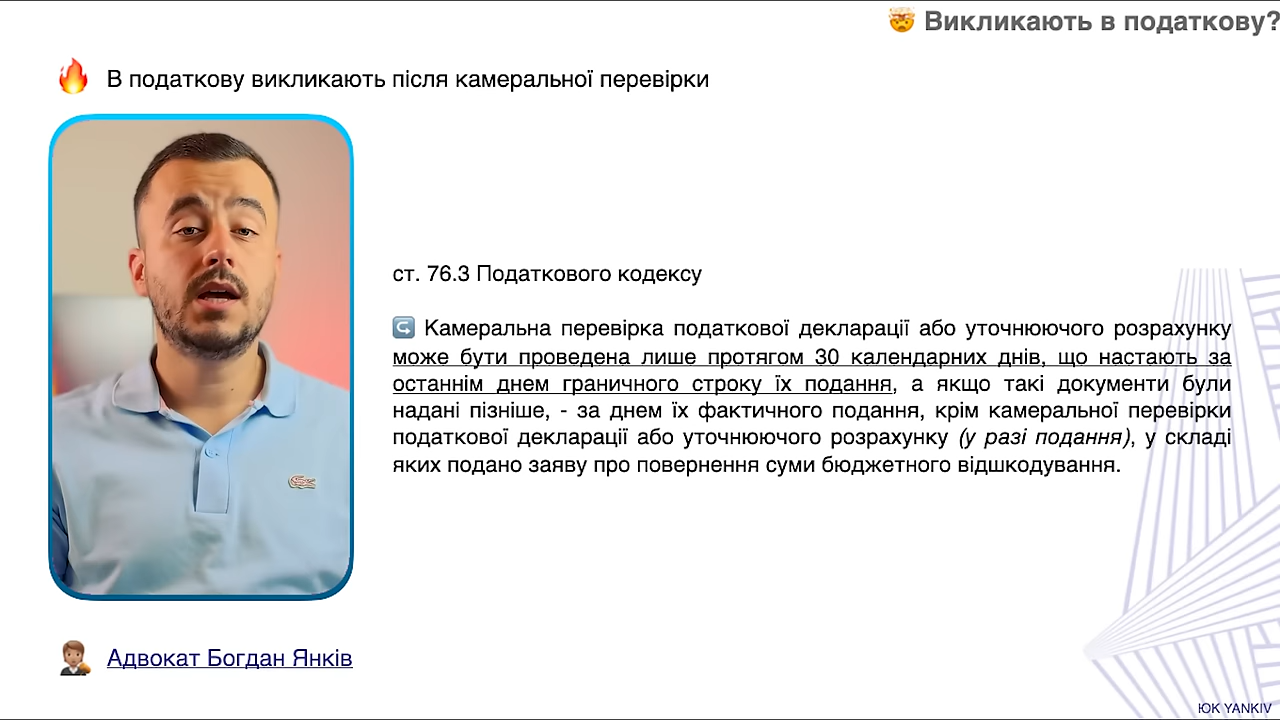 🤯 Викликають в податкову?
🔥 В податкову викликають після камеральної перевірки
ст. 76.3 Податкового кодексу
↪️ Камеральна перевірка податкової декларації або уточнюючого розрахунку
може бути проведена лише протягом 30 календарних днів, що настають за
останнім днем граничного строку їх подання, а якщо такі документи були
надані пізніше, - за днем їх фактичного подання, крім камеральної перевірки
податкової декларації або уточнюючого розрахунку (у разі подання), у складі
яких подано заяву про повернення суми бюджетного відшкодування.
Адвокат Богдан Янків
ЮК YANKIV